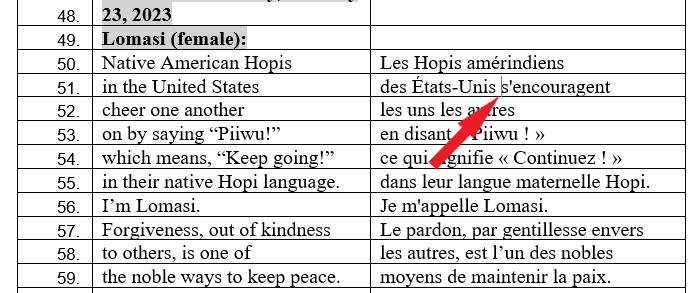 48. 23, 2023
49. Lomasi (female):
50. Native American Hopis Les Hopis amérindiens
51. in the United States des États-Unis s'encouragent
52. cheer one another les uns les autres
53. on by saying “Piiwu!” en disant Piiwu ! »
54. which means, “Keep going!” ce qui signifie « Continuez ! »
55. in their native Hopi language. dans leur langue maternelle Hopi.
56. I’m Lomasi. Je m'appelle Lomasi.
57. Forgiveness, out of kindness Le pardon, par gentillesse envers
58. to others, is one of les autres, est l’un des nobles
59. the noble ways to keep peace. moyens de maintenir la paix.